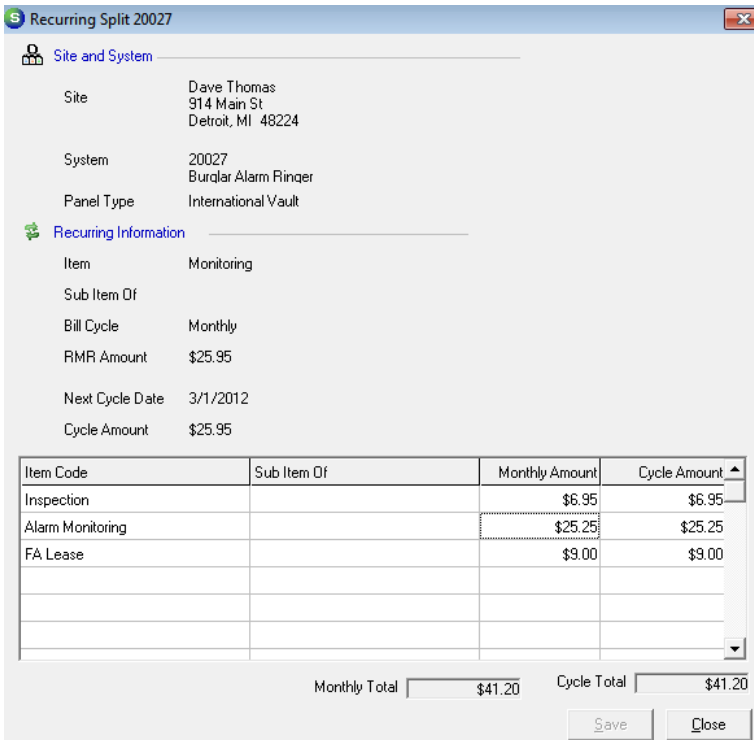 S Recurring Split 20027
Site and System
Site Dave Thomas
914 Main St
Detroit, MI 48224
System 20027
Burglar Alarm Ringer
Panel Type International Vault
Recurring Information
Item Monitoring
Sub Item Of
Bill Cycle Monthly
RMR Amount $25.95
Next Cycle Date 3/1/2012
Cycle Amount $25.95
Item Code Sub Item Of Monthly Amount Cycle Amount
Inspection $6.95 $6.95
Alarm Monitoring $25.25 $25.25
FA Lease $9.00 $9.00
Monthly Total $41.20 Cycle Total $41.20
Save Close